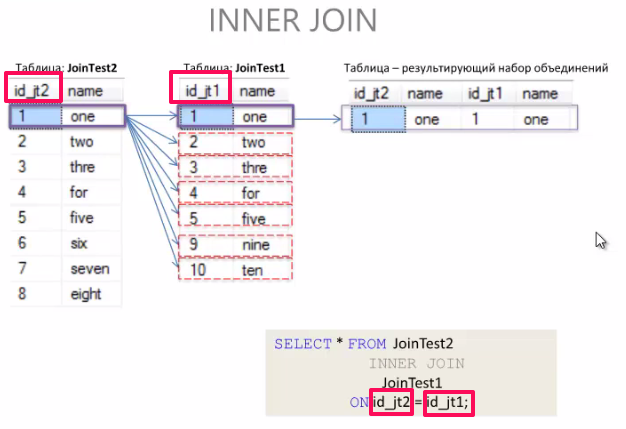 INNER JOIN
Таблица: JoinTest2
id_jt2 name
1 one
2 two
3 thre
4 for
5 five
6 six
7 seven
8 eight
Таблица: JoinTest1
id_jt1 name
1 one
2 two
3 thre
4 for
5 five
9 nine
10 ten
Таблица – результирующий набор объединений
id_jt2 name id_jt1 name
1 one 1 one
SELECT * FROM JoinTest2
INNER JOIN
JoinTest1
ON id_jt2 = id_jt1;